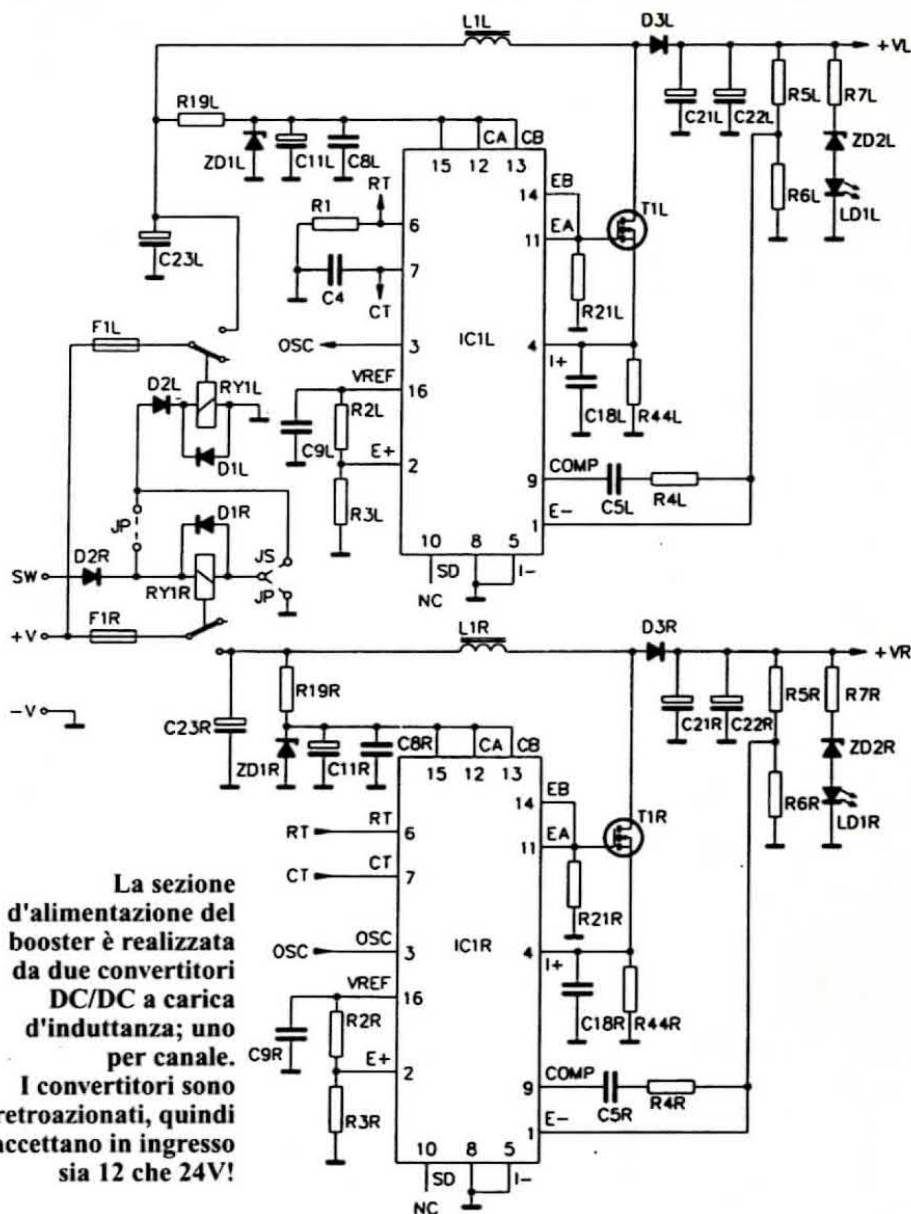 L1L
D3L
+VL
R19L
ZD1L
C11L
C8L
CA
CB
15
12
13
C21L
C22L
R5L
R7L
ZD2L
R6L
LD1L
RT
R1
6
EB
14
EA
11
T1L
C23L
C4
7
CT
R21L
F1L
OSC
3
IC1L
4
I+
D2L
RY1L
VREF
16
R2L
C18L
R44L
C9L
E+
2
D1L
R3L
COMP
9
C5L
R4L
E-
1
JP
D1R
JS
D2R
SW
RY1R
JP
10
8
5
SD
I-
NC
+V
F1R
L1R
D3R
+VR
-V
R19R
C23R
ZD1R
C11R
C8R
CA
CB
15
12
13
C21R
C22R
R5R
R7R
ZD2R
R6R
LD1R
EB
14
EA
11
T1R
RT
RT
6
CT
CT
7
R21R
OSC
OSC
3
IC1R
4
I+
VREF
16
R2R
C18R
R44R
C9R
E+
2
R3R
COMP
9
C5R
R4R
E-
1
10
8
5
SD
I-
NC
La sezione
d'alimentazione del
booster è realizzata
da due convertitori
DC/DC a carica
d'induttanza; uno
per canale.
I convertitori sono
retroazionati, quindi
accettano in ingresso
sia 12 che 24V!